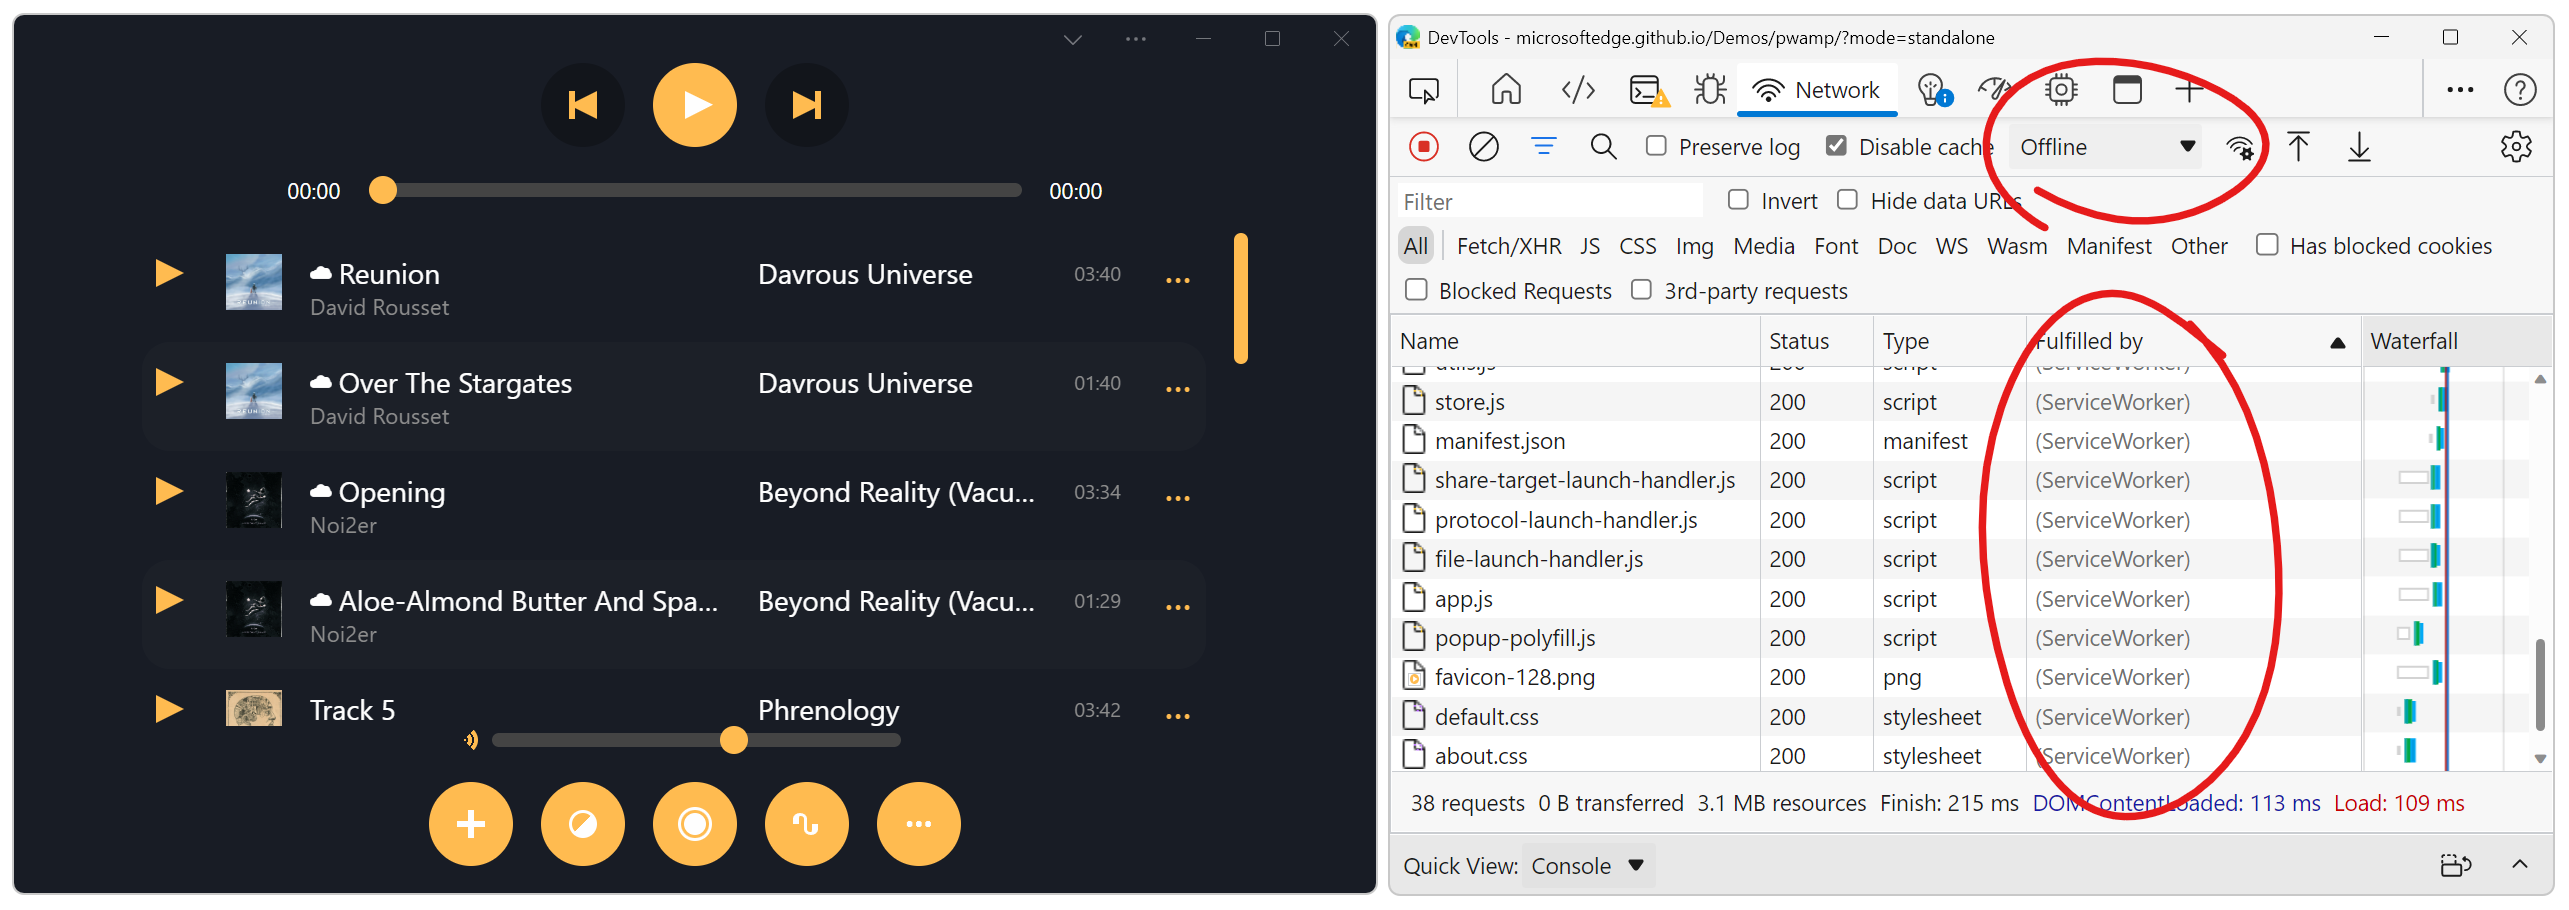 00:00 00:00
Reunion Davrous Universe 03:40 ...
David Rousset
Over The Stargates Davrous Universe 01:40 ...
David Rousset
Opening Beyond Reality (Vacu... 03:34 ...
Noi2er
Aloe-Almond Butter And Spa... Beyond Reality (Vacu... 01:29 ...
Noi2er
Track 5 Phrenology 03:42 ...
DevTools - microsoftedge.github.io/Demos/pwamp/?mode=standalone
Network
Preserve log Disable cache Offline
Filter Invert Hide data URLs
All Fetch/XHR JS CSS Img Media Font Doc WS Wasm Manifest Other Has blocked cookies
Blocked Requests 3rd-party requests
Name Status Type Fulfilled by Waterfall
utils.js 200 script (ServiceWorker)
store.js 200 script (ServiceWorker)
manifest.json 200 manifest (ServiceWorker)
share-target-launch-handler.js 200 script (ServiceWorker)
protocol-launch-handler.js 200 script (ServiceWorker)
file-launch-handler.js 200 script (ServiceWorker)
app.js 200 script (ServiceWorker)
popup-polyfill.js 200 script (ServiceWorker)
favicon-128.png 200 png (ServiceWorker)
default.css 200 stylesheet (ServiceWorker)
about.css 200 stylesheet (ServiceWorker)
38 requests 0 B transferred 3.1 MB resources Finish: 215 ms DOMContentLoaded: 113 ms Load: 109 ms
Quick View: Console